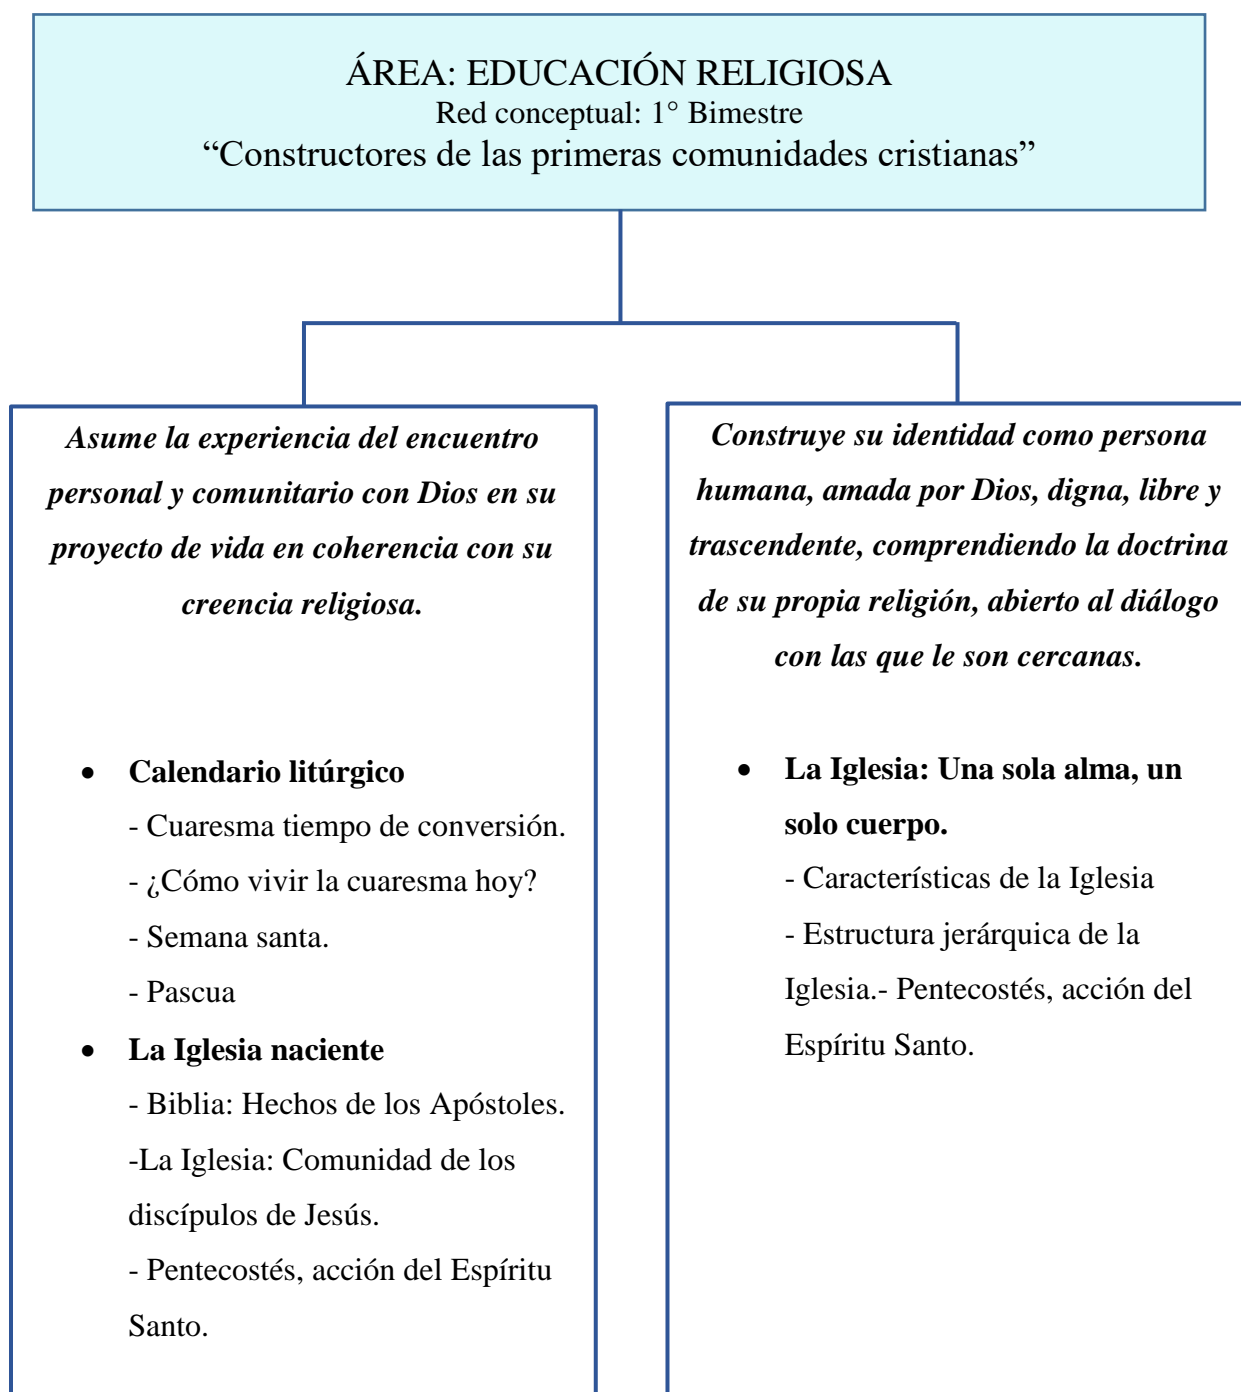 ÁREA: EDUCACIÓN RELIGIOSA
Red conceptual: 1° Bimestre
“Constructores de las primeras comunidades cristianas”
Asume la experiencia del encuentro
personal y comunitario con Dios en su
proyecto de vida en coherencia con su
creencia religiosa.
• Calendario litúrgico
- Cuaresma tiempo de conversión.
- ¿Cómo vivir la cuaresma hoy?
- Semana santa.
- Pascua
• La Iglesia naciente
- Biblia: Hechos de los Apóstoles.
-La Iglesia: Comunidad de los
discípulos de Jesús.
- Pentecostés, acción del Espíritu
Santo.
Construye su identidad como persona
humana, amada por Dios, digna, libre y
trascendente, comprendiendo la doctrina
de su propia religión, abierto al diálogo
con las que le son cercanas.
• La Iglesia: Una sola alma, un
solo cuerpo.
- Características de la Iglesia
- Estructura jerárquica de la
Iglesia.- Pentecostés, acción del
Espíritu Santo.